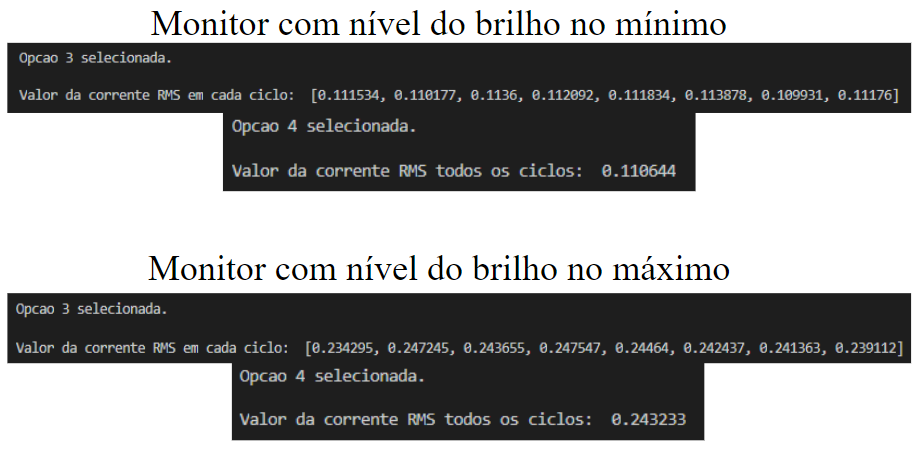 Monitor com nível do brilho no mínimo
Opcao 3 selecionada.
Valor da corrente RMS em cada ciclo:  [0.111534, 0.110177, 0.1136, 0.112092, 0.111834, 0.113878, 0.109931, 0.11176]
Opcao 4 selecionada.
Valor da corrente RMS todos os ciclos:  0.110644
Monitor com nível do brilho no máximo
Opcao 3 selecionada.
Valor da corrente RMS em cada ciclo:  [0.234295, 0.247245, 0.243655, 0.247547, 0.24464, 0.242437, 0.241363, 0.239112]
Opcao 4 selecionada.
Valor da corrente RMS todos os ciclos:  0.243233